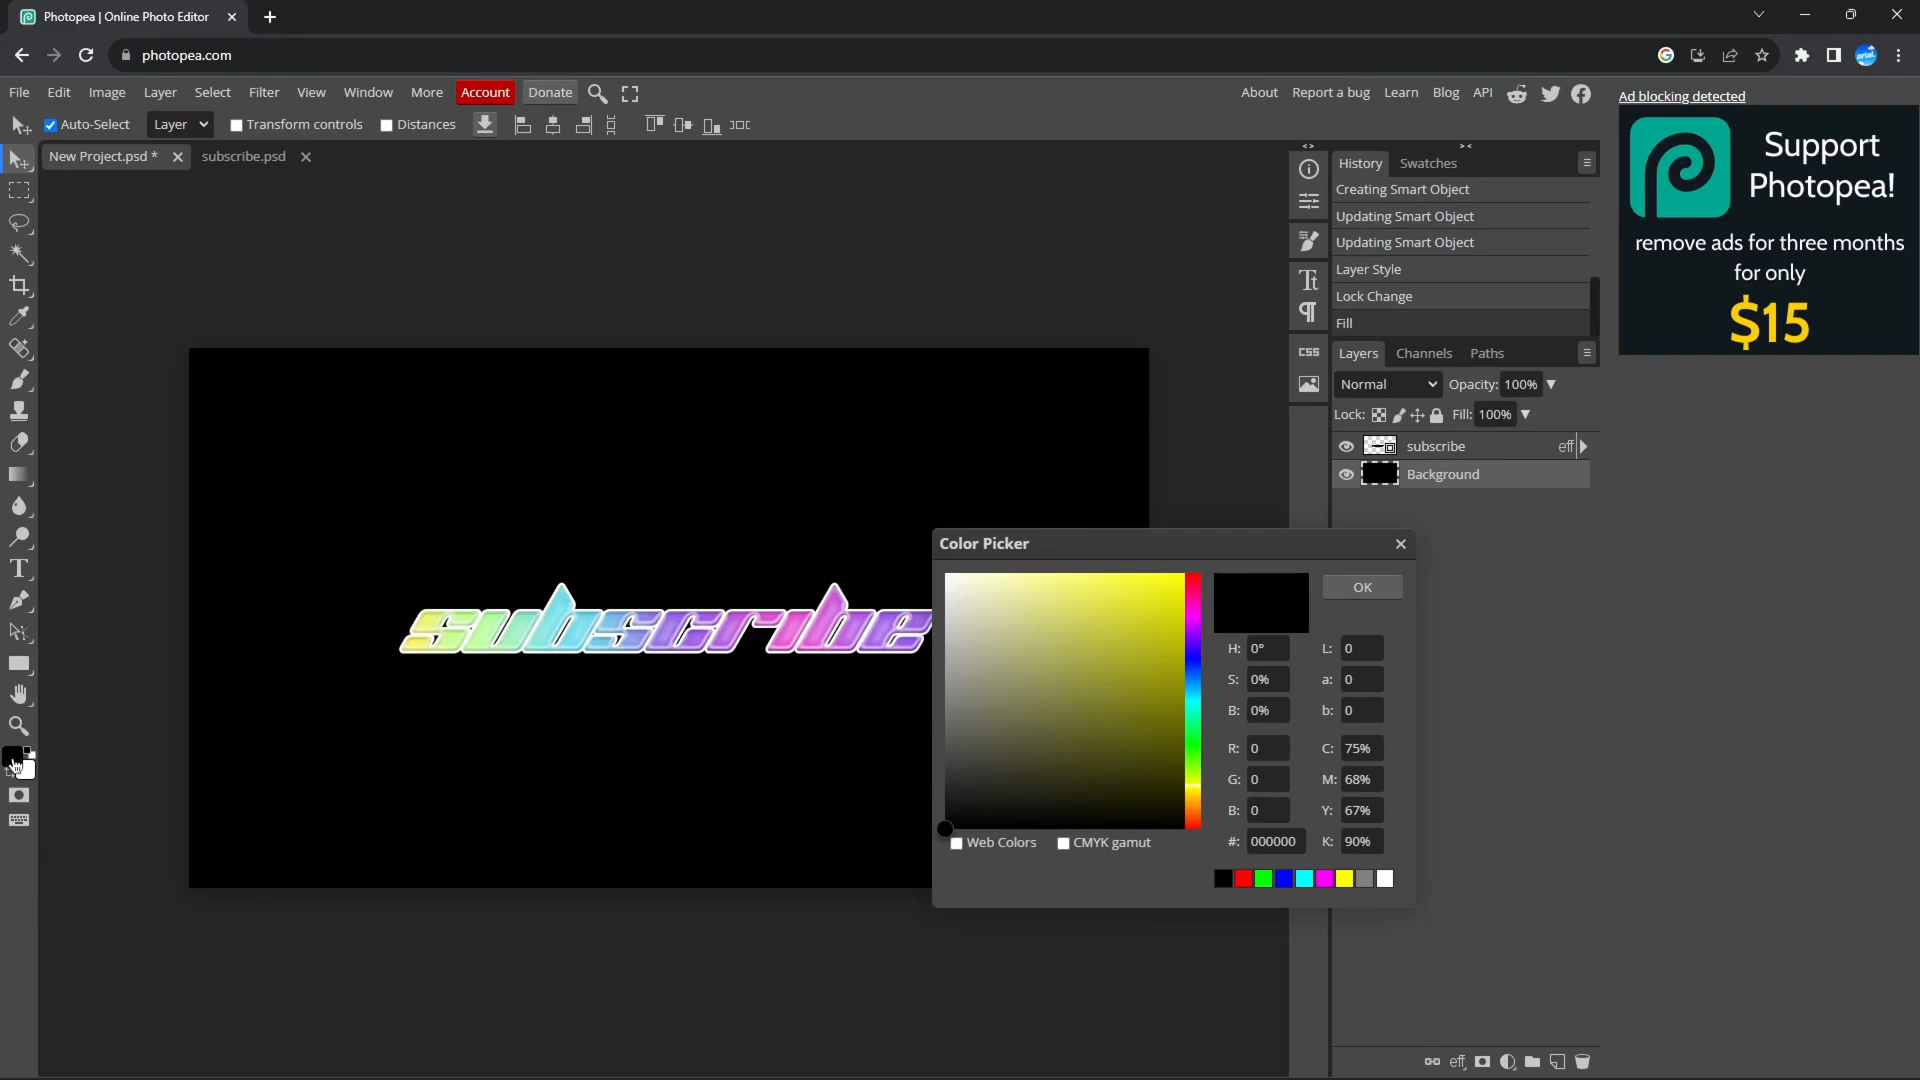 Photopea | Online Photo Editor
photopea.com
File Edit Image Layer Select Filter View Window More Account Donate
About Report a bug Learn Blog API
Auto-Select Layer Transform controls Distances
New Project.psd * subscribe.psd
Ad blocking detected
Support
Photopea!
remove ads for three months
for only
$15
History Swatches
Creating Smart Object
Updating Smart Object
Updating Smart Object
Layer Style
Lock Change
Fill
CSS
Layers Channels Paths
Normal Opacity: 100%
Lock: Fill: 100%
subscribe eff
Background
subscribe
Color Picker
OK
H: 0° L: 0
S: 0% a: 0
B: 0% b: 0
R: 0 C: 75%
G: 0 M: 68%
B: 0 Y: 67%
#: 000000 K: 90%
Web Colors CMYK gamut
eff